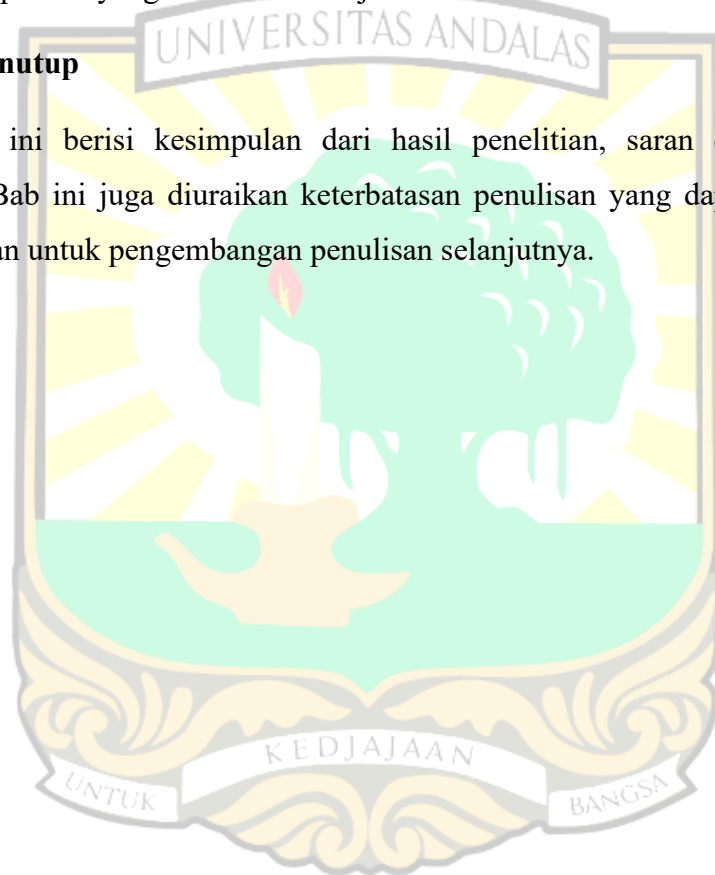 UNIVERSITAS ANDALAS
nutup
ini berisi kesimpulan dari hasil penelitian, saran
Bab ini juga diuraikan keterbatasan penulisan yang
an untuk pengembangan penulisan selanjutnya.
KEDJAJAAN
UNTUK
BANGSA